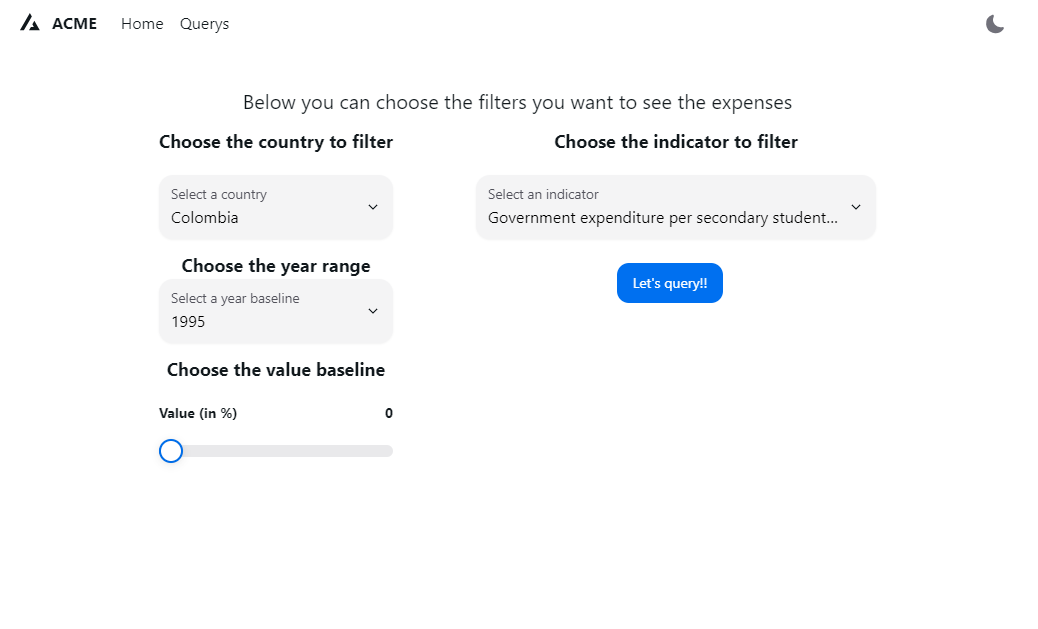 ACME Home Querys
Below you can choose the filters you want to see the expenses
Choose the country to filter
Select a country
Colombia
Choose the year range
Select a year baseline
1995
Choose the value baseline
Value (in %) 0
Choose the indicator to filter
Select an indicator
Government expenditure per secondary student...
Let's query!!